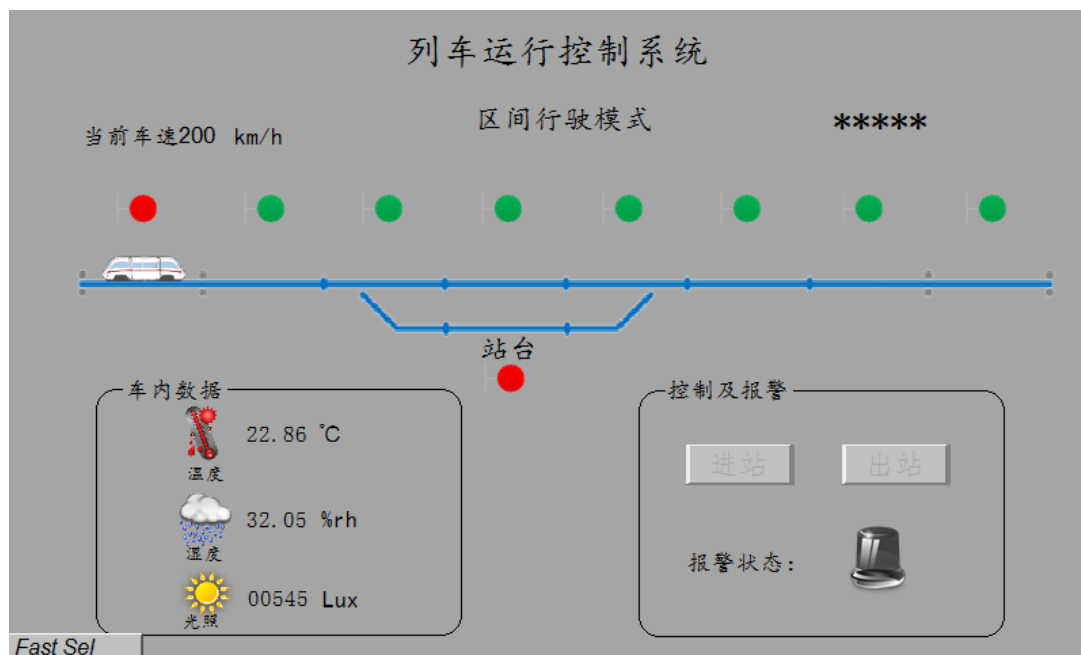 列车运行控制系统
区间行驶模式
当前车速200 km/h
*****
站台
车内数据
22.86 ℃
温度
32.05 %rh
湿度
00545 Lux
光照
控制及报警
进站 出站
报警状态:
Fast Sel